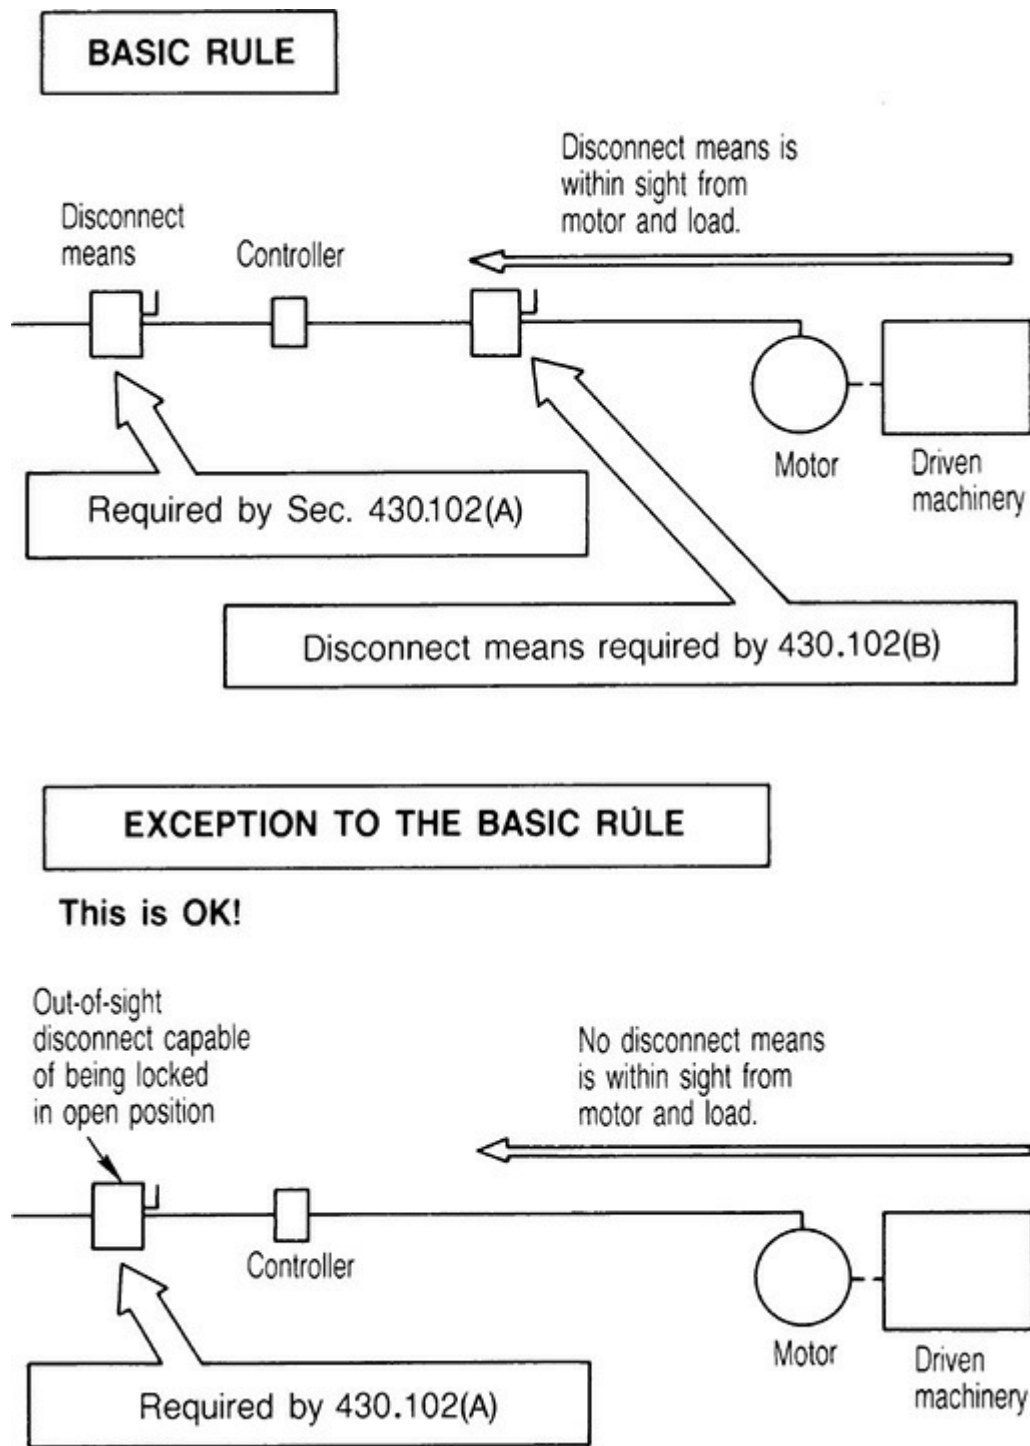 BASIC RULE
Disconnect means is
within sight from
motor and load.
Disconnect
means
Controller
Motor
Driven
machinery
Required by Sec. 430.102(A)
Disconnect means required by 430.102(B)
EXCEPTION TO THE BASIC RULE
This is OK!
Out-of-sight
disconnect capable
of being locked
in open position
No disconnect means
is within sight from
motor and load.
Controller
Motor
Driven
machinery
Required by 430.102(A)